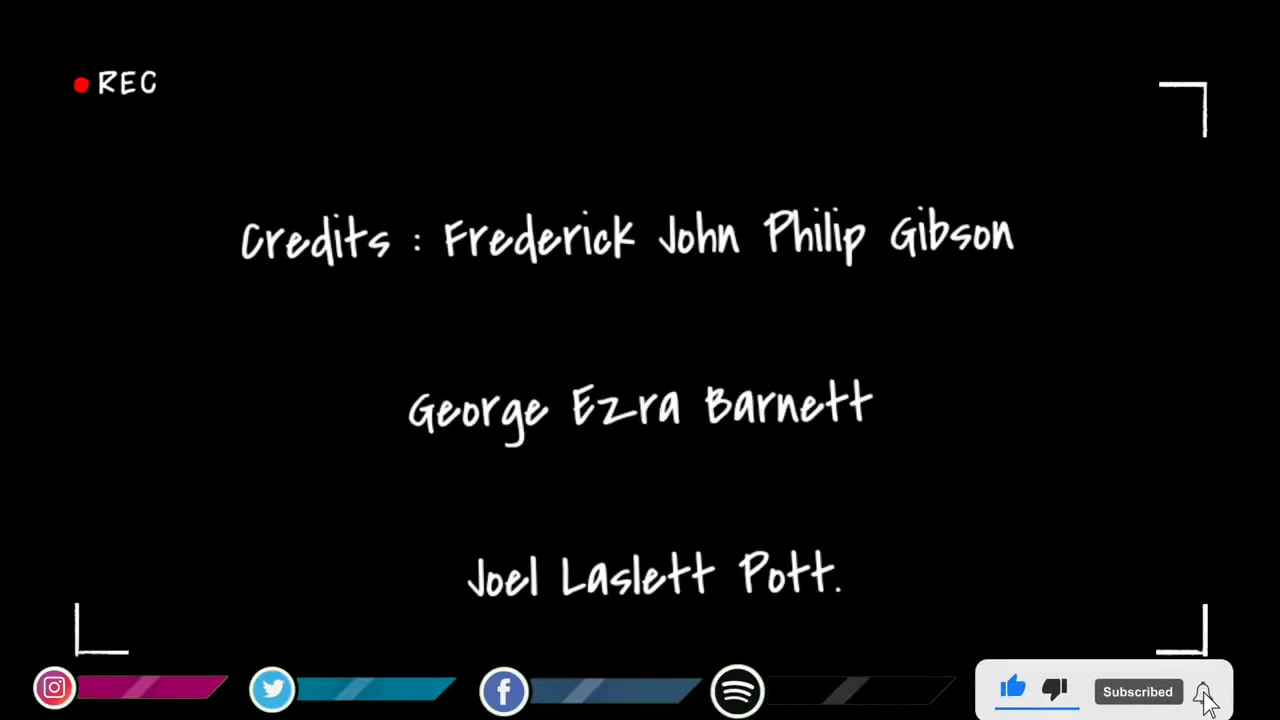 REC
Credits : Frederick John Philip Gibson
George Ezra Barnett
Joel Laslett Pott.
Subscribed